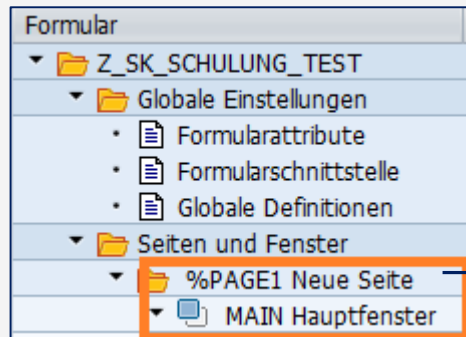 Formular
Z_SK_SCHULUNG_TEST
Globale Einstellungen
Formularattribute
Formularschnittstelle
Globale Definitionen
Seiten und Fenster
%PAGE1 Neue Seite
MAIN Hauptfenster